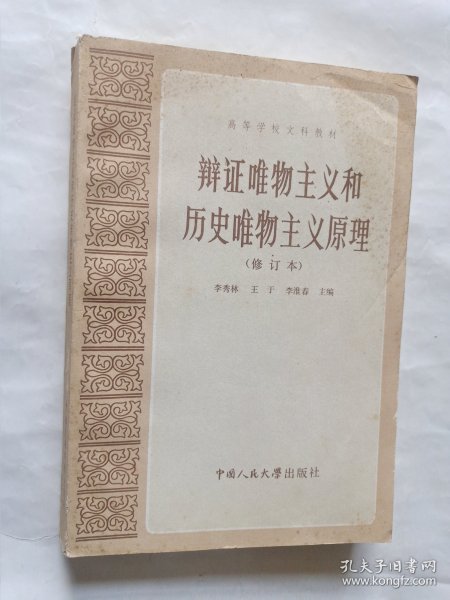 高等学校文科教材
辩证唯物主义和
历史唯物主义原理
(修订本)
李秀林 王于 李淮春 主编
中国人民大学出版社
孔夫子旧书网
www.kongfz.com